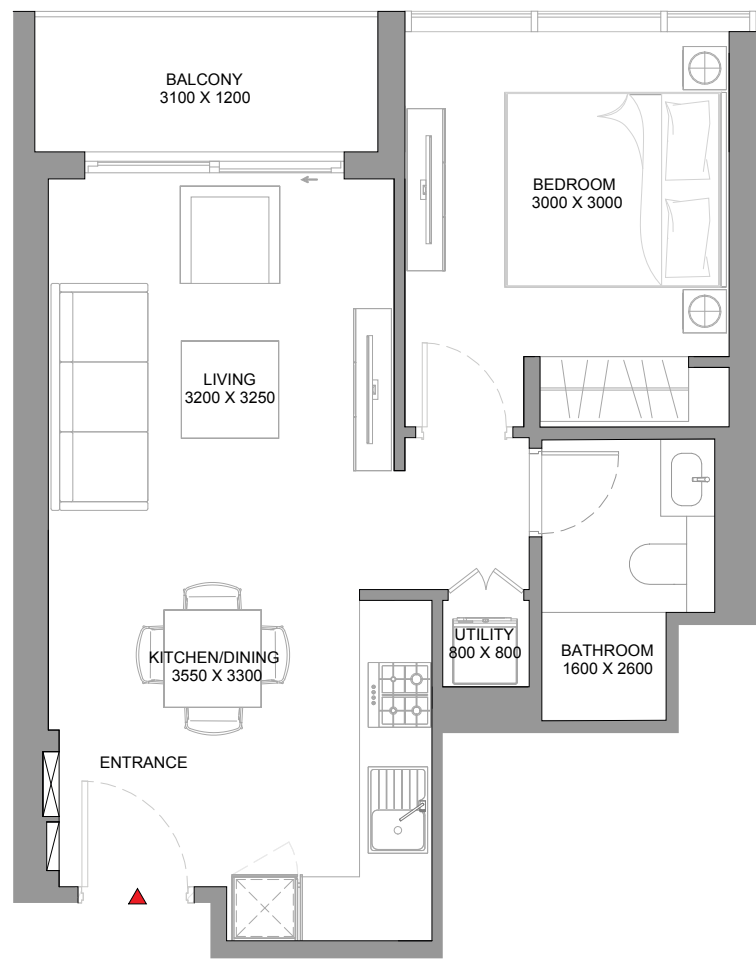 BALCONY
3100 X 1200
BEDROOM
3000 X 3000
LIVING
3200 X 3250
UTILITY
800 X 800
KITCHEN/DINING
3550 X 3300
BATHROOM
1600 X 2600
ENTRANCE